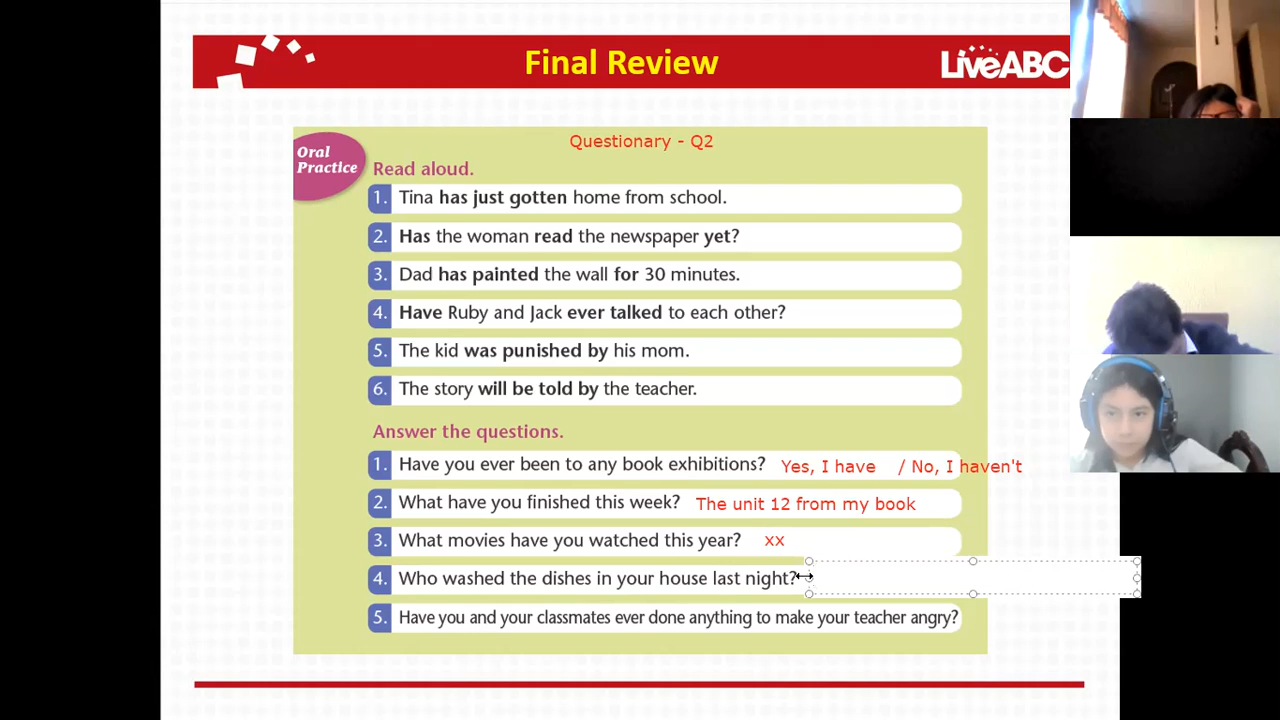 Final Review
LiveABC
Questionary - Q2
Oral
Practice
Read aloud.
1. Tina has just gotten home from school.
2. Has the woman read the newspaper yet?
3. Dad has painted the wall for 30 minutes.
4. Have Ruby and Jack ever talked to each other?
5. The kid was punished by his mom.
6. The story will be told by the teacher.
Answer the questions.
1. Have you ever been to any book exhibitions? Yes, I have / No, I haven't
2. What have you finished this week? The unit 12 from my book
3. What movies have you watched this year? xx
4. Who washed the dishes in your house last night?
5. Have you and your classmates ever done anything to make your teacher angry?